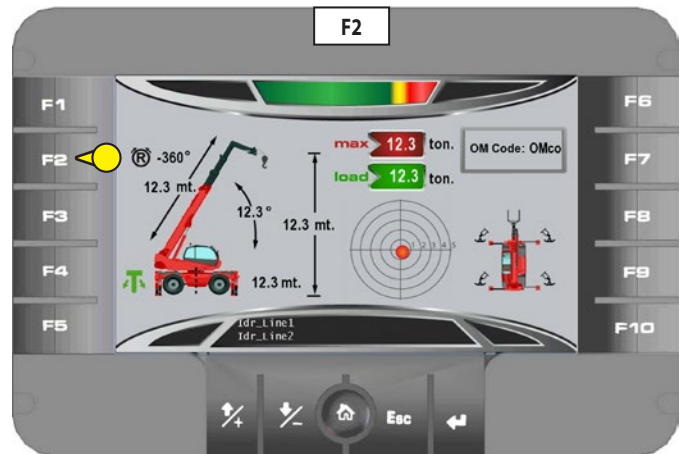 F2
F1
F2
F3
F4
F5
F6
F7
F8
F9
F10
R -360°
12.3 mt.
12.3°
12.3 mt.
12.3 mt.
max 12.3 ton.
load 12.3 ton.
OM Code: OMco
1 2 3 4 5
Idr_Line1
Idr_Line2
+ - Esc